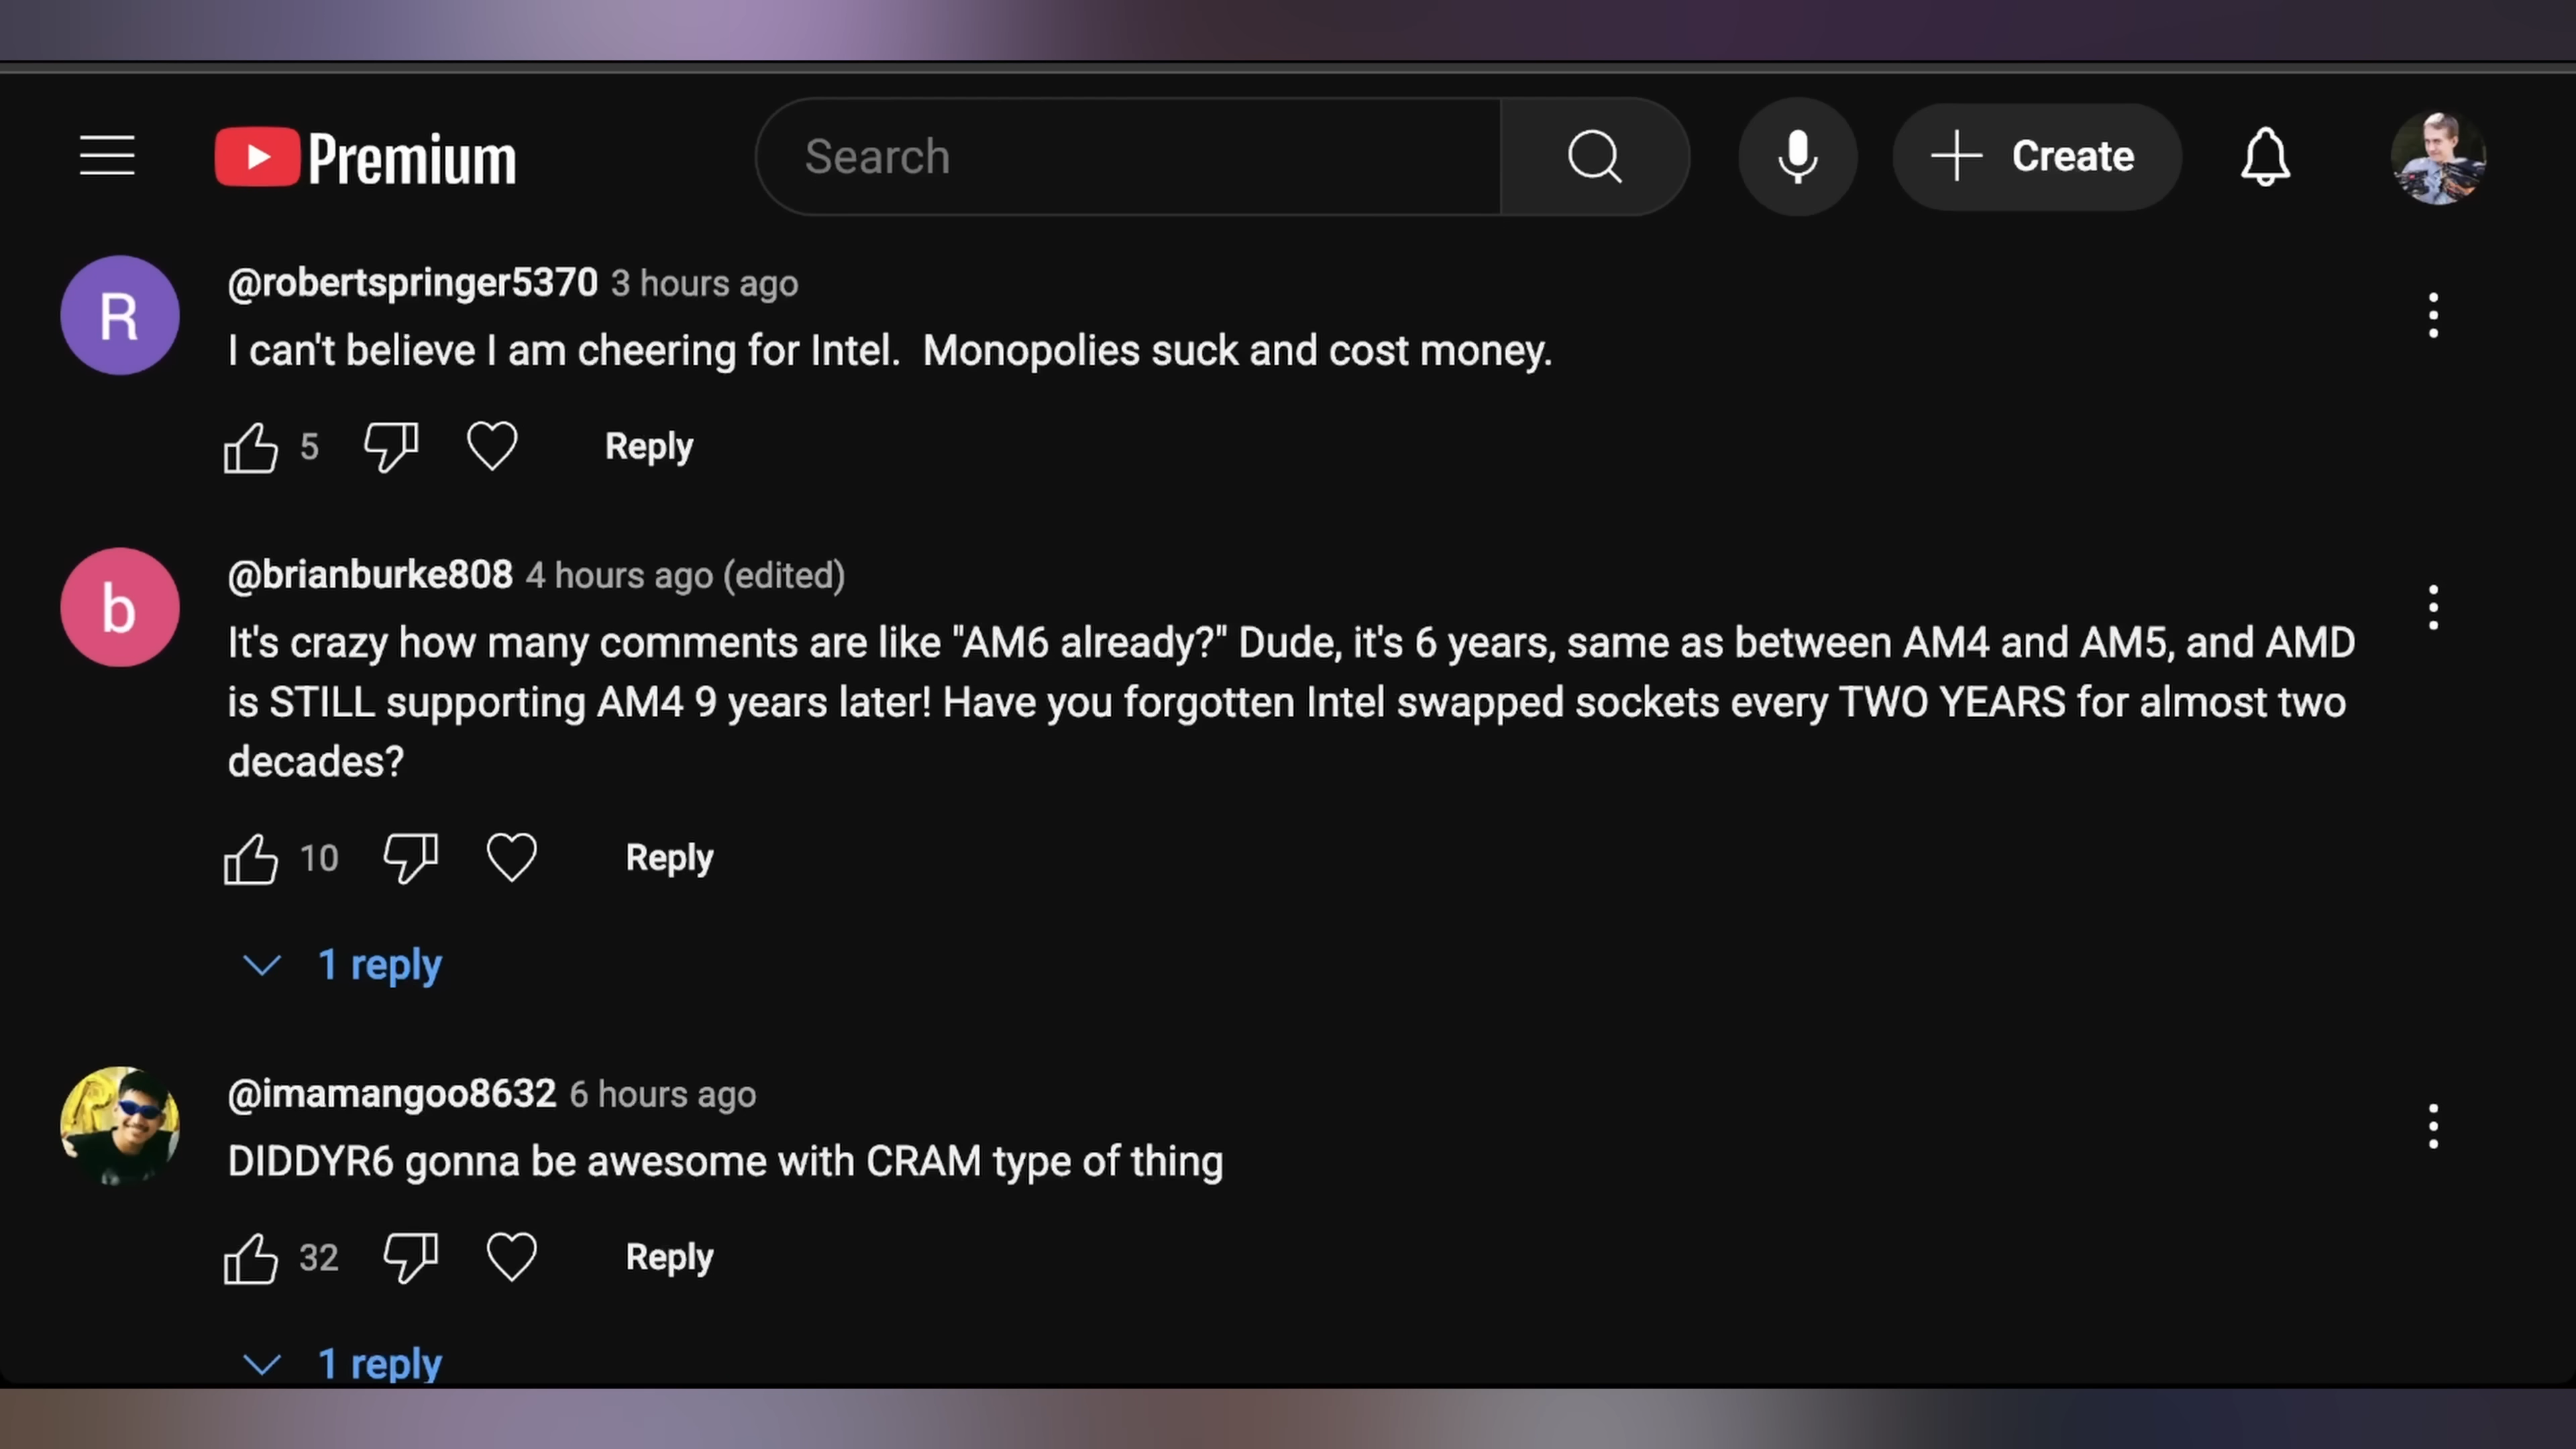 Premium
Search
Create
R
@robertspringer5370 3 hours ago
I can't believe I am cheering for Intel.  Monopolies suck and cost money.
5
Reply
b
@brianburke808 4 hours ago (edited)
It's crazy how many comments are like "AM6 already?" Dude, it's 6 years, same as between AM4 and AM5, and AMD
is STILL supporting AM4 9 years later! Have you forgotten Intel swapped sockets every TWO YEARS for almost two
decades?
10
Reply
1 reply
@imamangoo8632 6 hours ago
DIDDYR6 gonna be awesome with CRAM type of thing
32
Reply
1 reply